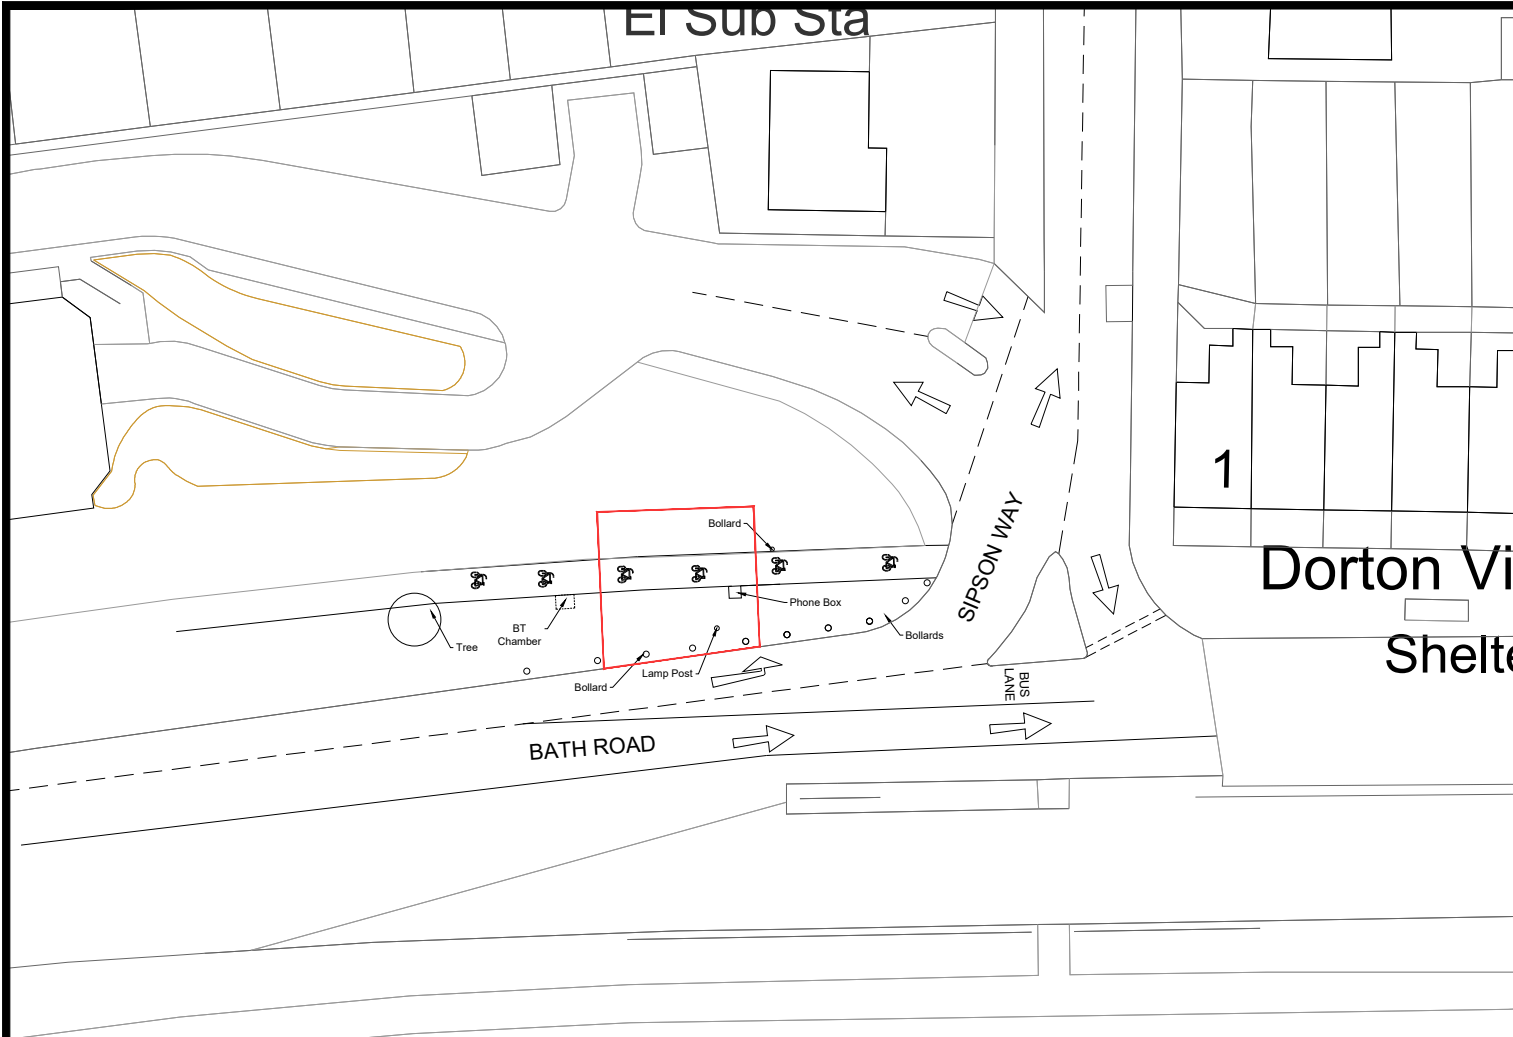 El Sub Sta
1
SIPSON WAY
Bollard
Dorton Vi
Phone Box
BT
Chamber
Tree
Bollards
Shelte
Lamp Post
Bollard
BUS
LANE
BATH ROAD